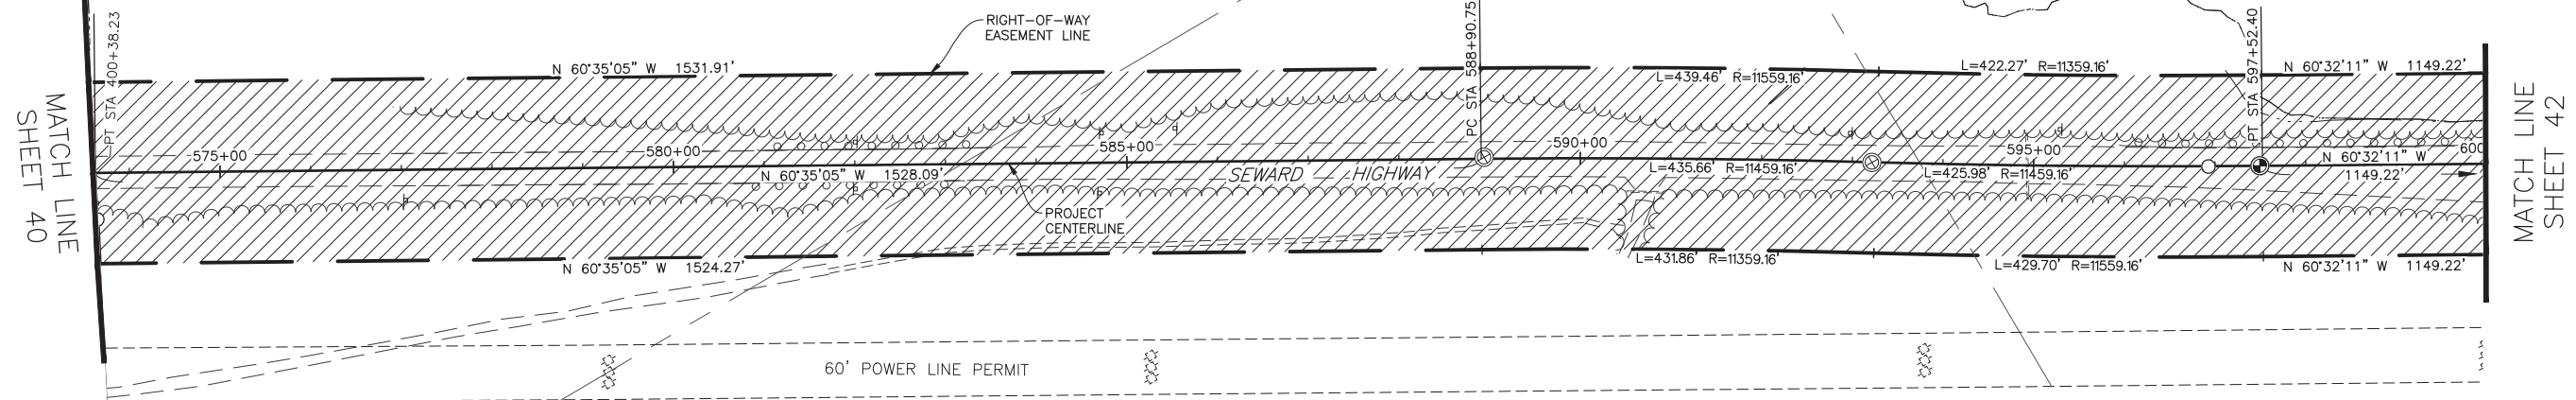 MATCH LINE
SHEET 40
PT STA 400+38.23
RIGHT-OF-WAY
EASEMENT LINE
N 60°35'05" W 1531.91'
PC STA 588+90.75
L=439.46' R=11559.16'
L=422.27' R=11359.16'
PT STA 597+52.40
N 60°32'11" W 1149.22'
575+00
580+00
585+00
590+00
595+00
600
N 60°35'05" W 1528.09'
SEWARD HIGHWAY
L=435.66' R=11459.16'
L=425.98' R=11459.16'
N 60°32'11" W
1149.22'
PROJECT
CENTERLINE
N 60°35'05" W 1524.27'
L=431.86' R=11359.16'
L=429.70' R=11559.16'
N 60°32'11" W 1149.22'
60' POWER LINE PERMIT
MATCH LINE
SHEET 42